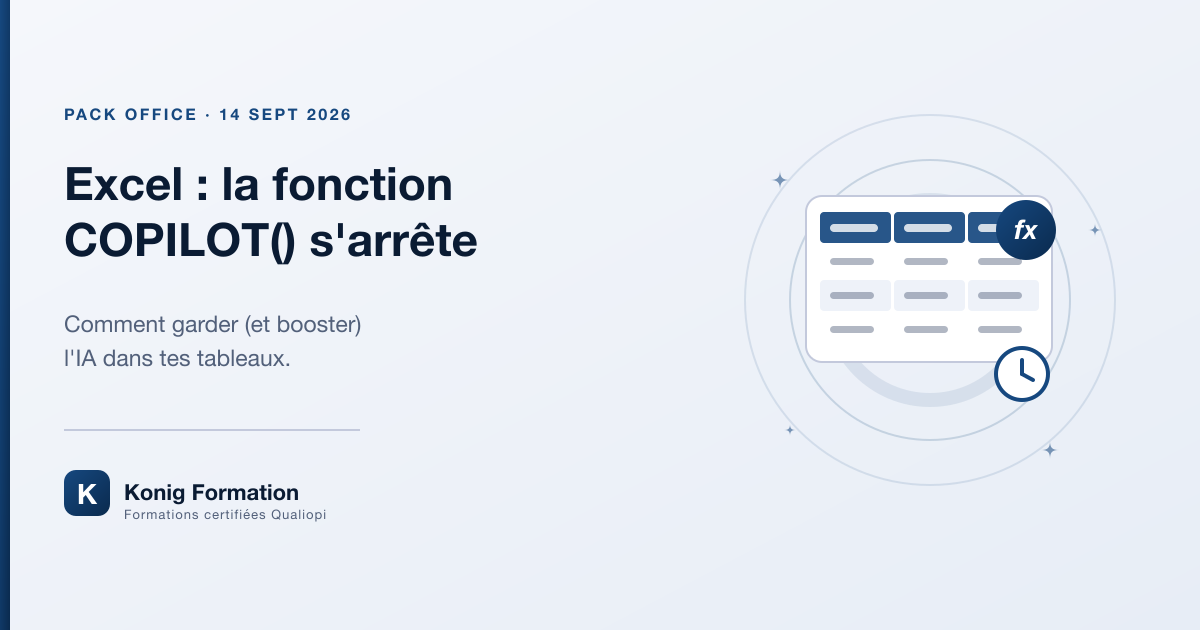 PACK OFFICE · 14 SEPT 2026
Excel : la fonction
COPILOT() s'arrête
Comment garder (et booster)
l'IA dans tes tableaux.
fx
K
Konig Formation
Formations certifiées Qualiopi